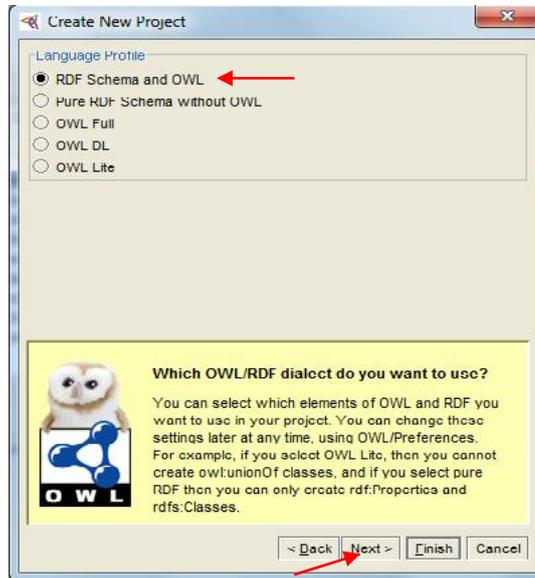 Create New Project
Language Profile
RDF Schema and OWL
Pure RDF Schema without OWL
OWL Full
OWL DL
OWL Lite
Which OWL/RDF dialect do you want to use?
You can select which elements of OWL and RDF you
want to use in your project. You can change these
settings later at any time, using OWL/Preferences.
For example, if you select OWL Lite, then you cannot
create owl:unionOf classes, and if you select pure
RDF then you can only create rdf:Properties and
rdfs:Classes.
OWL
< Back Next > Finish Cancel